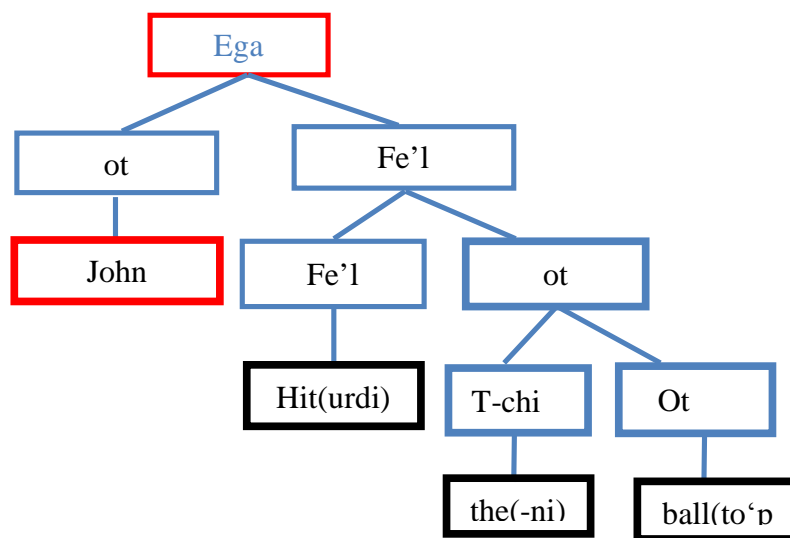 Ega
ot
Fe’l
John
Fe’l
ot
Hit(urdi)
T-chi
Ot
the(-ni)
ball(to‘p